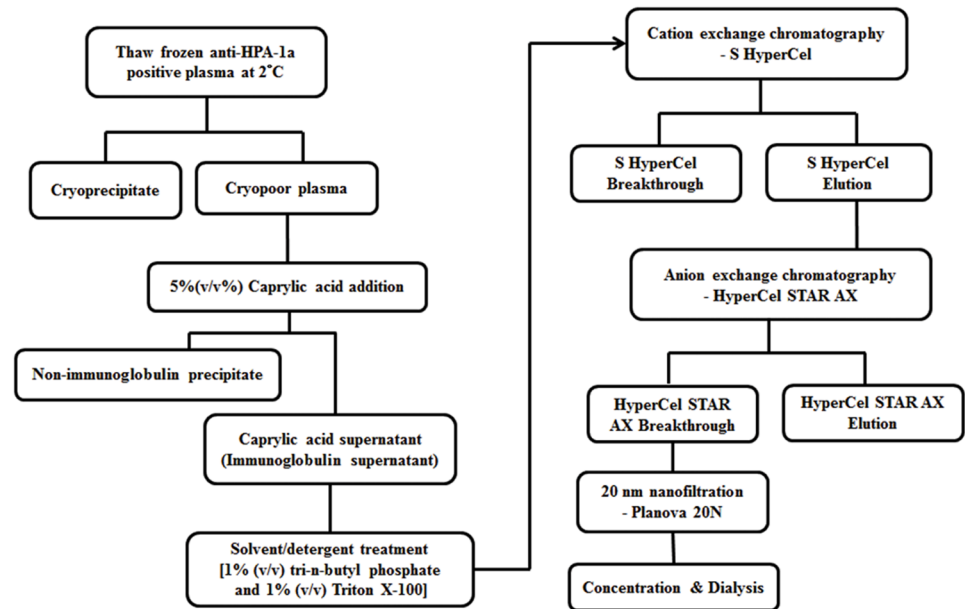 Thaw frozen anti-HPA-1a
positive plasma at 2°C
Cryoprecipitate
Cryopoor plasma
5%(v/v%) Caprylic acid addition
Non-immunoglobulin precipitate
Caprylic acid supernatant
(Immunoglobulin supernatant)
Solvent/detergent treatment
[1% (v/v) tri-n-butyl phosphate
and 1% (v/v) Triton X-100]
Cation exchange chromatography
- S HyperCel
S HyperCel
Breakthrough
S HyperCel
Elution
Anion exchange chromatography
- HyperCel STAR AX
HyperCel STAR
AX Breakthrough
HyperCel STAR AX
Elution
20 nm nanofiltration
- Planova 20N
Concentration & Dialysis